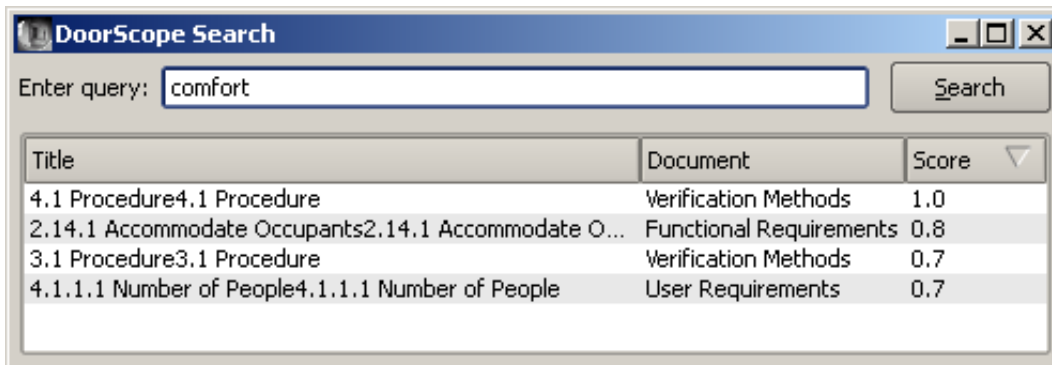 DoorScope Search
Enter query: comfort Search
Title Document Score
4.1 Procedure4.1 Procedure Verification Methods 1.0
2.14.1 Accommodate Occupants2.14.1 Accommodate O... Functional Requirements 0.8
3.1 Procedure3.1 Procedure Verification Methods 0.7
4.1.1.1 Number of People4.1.1.1 Number of People User Requirements 0.7